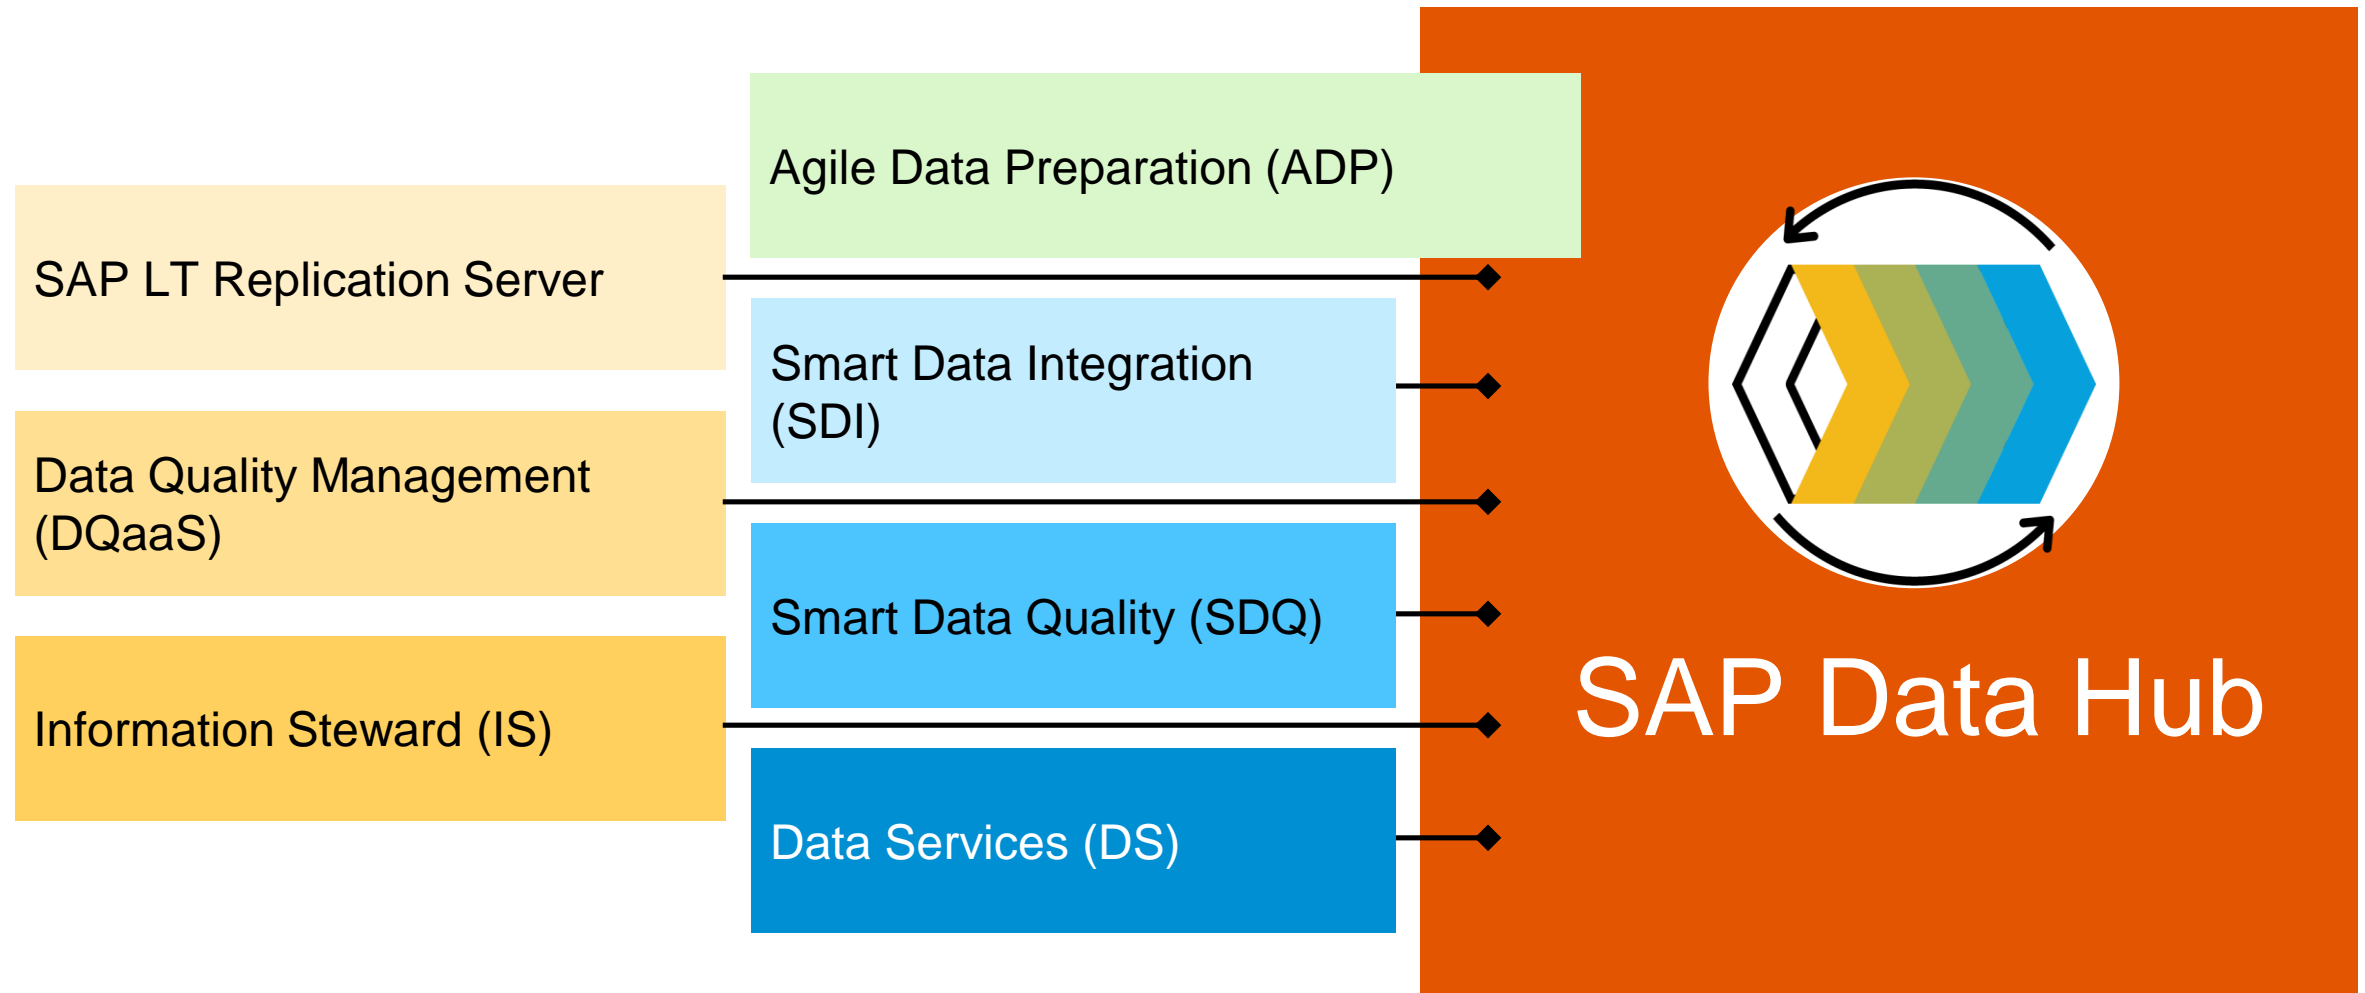 Agile Data Preparation (ADP)
SAP LT Replication Server
Smart Data Integration
(SDI)
Data Quality Management
(DQaaS)
Smart Data Quality (SDQ)
Information Steward (IS)
Data Services (DS)
SAP Data Hub